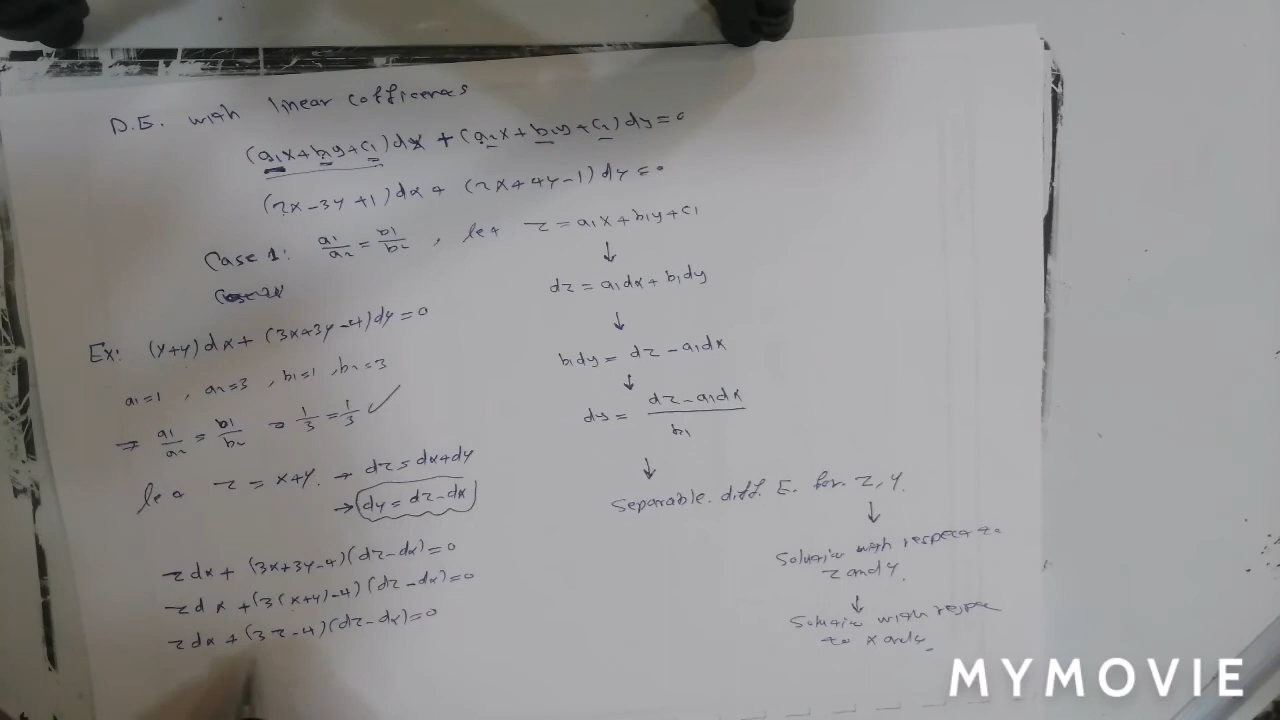 D.E. with linear cofficenes
(a₁x+b₁y+c₁)dx + (a₂x+b₂y+c₂)dy=0
(2x-3y+1)dx + (2x+4y-1)dy=0
Case 1: a₁/a₂ = b₁/b₂ , let z=a₁x+b₁y+c₁
↓
dz=a₁dx+b₁dy
↓
b₁dy= dz-a₁dx
↓
dy= (dz-a₁dx)/b₁
↓
Separable. diff. E. for. z, y.
↓
Solution with respect to
z and y.
↓
Solution with respe
to x and y.
Ex: (x+y)dx+(3x+3y-4)dy=0
a₁=1 , a₂=3 , b₁=1 , b₂=3
⇒ a₁/a₂ = b₁/b₂ ⇒ 1/3 = 1/3 ✓
let z = x+y. → dz=dx+dy
→ dy=dz-dx
zdx+(3x+3y-4)(dz-dx)=0
zdx+(3(x+y)-4)(dz-dx)=0
zdx+(3z-4)(dz-dx)=0
MYMOVIE